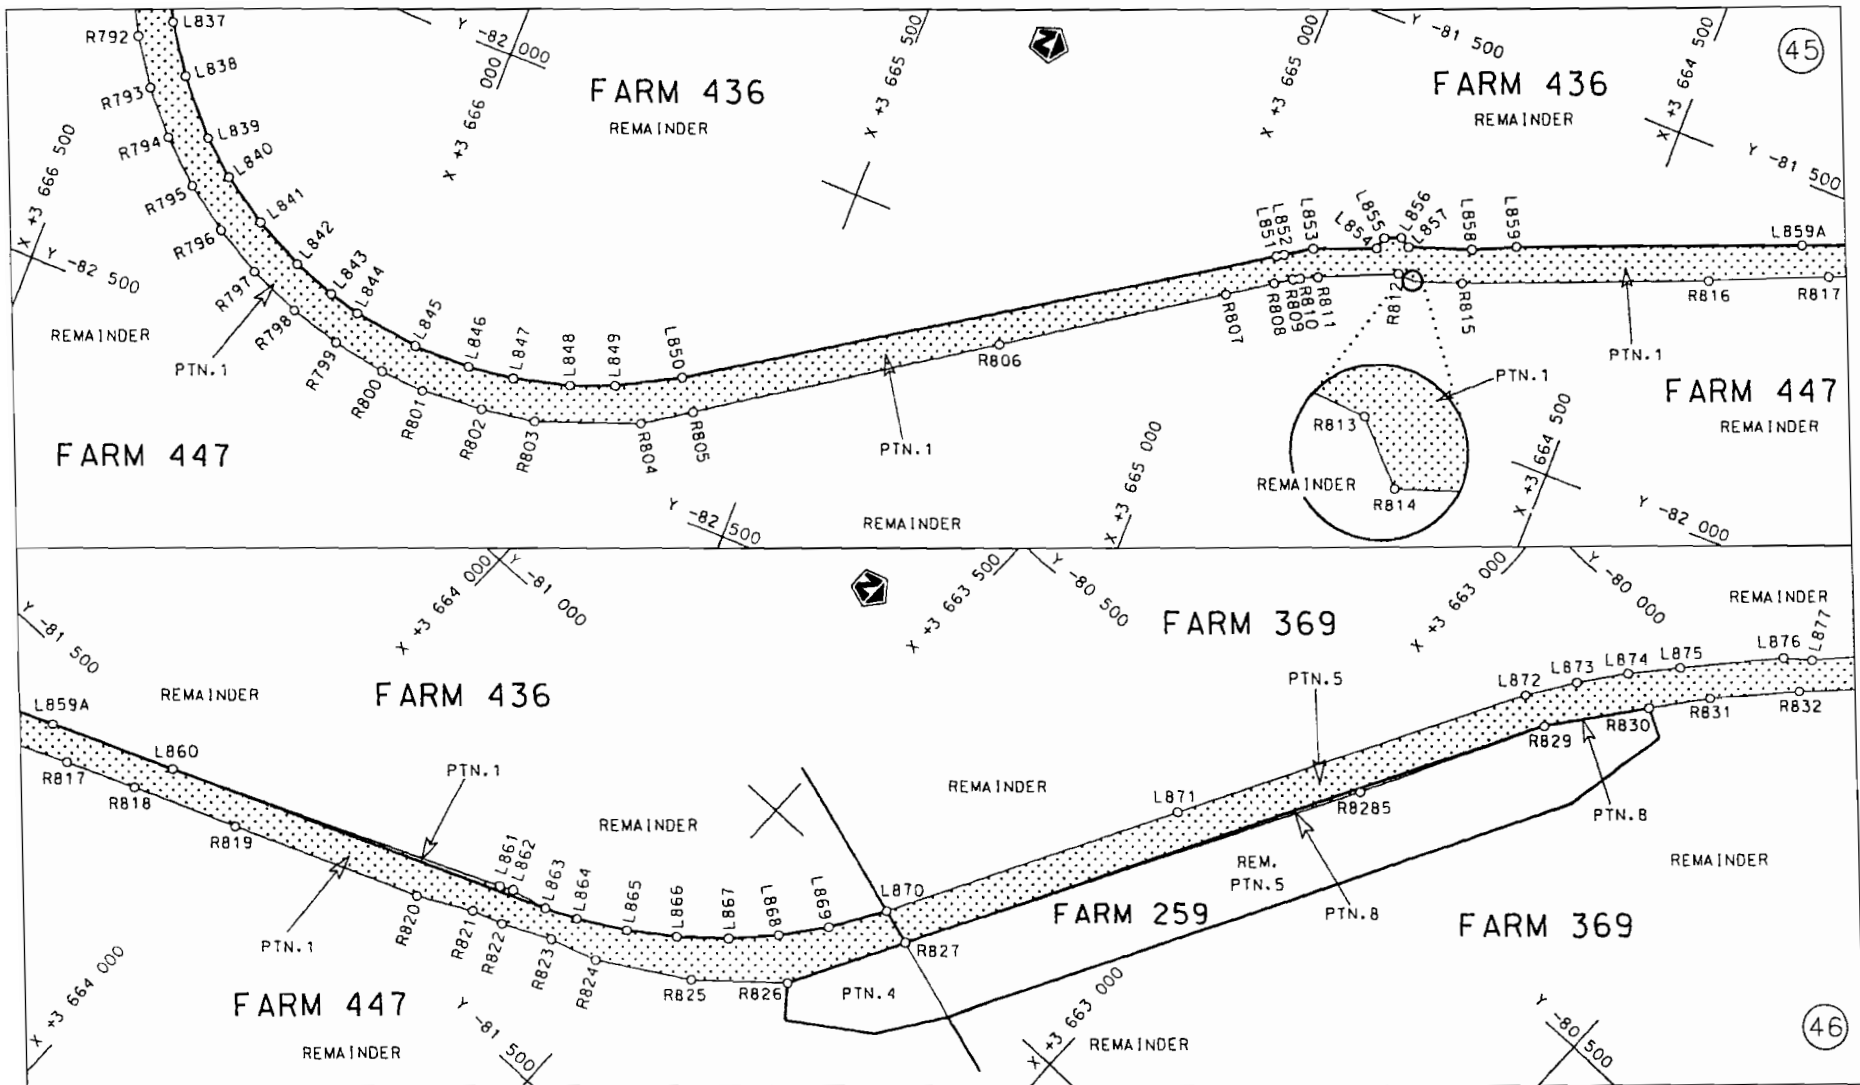 R792
L837
R793
L838
R794
L839
R795
L840
R796
L841
R797
L842
R798
L843
R799
L844
R800
L845
R801
L846
R802
L847
R803
L848
L849
R804
L850
R805
R806
R807
L851
L852
L853
R808
R809
R810
R811
L854
L855
L856
L857
R812
L858
R815
L859
R816
L859A
R817
Y -82 000
X +3 666 000
X +3 665 500
X +3 665 000
Y -81 500
X +3 664 500
Y -81 500
45
N
FARM 436
REMAINDER
FARM 436
REMAINDER
X +3 666 500
Y -82 500
REMAINDER
PTN.1
FARM 447
PTN.1
Y -82 500
REMAINDER
X +3 665 000
R813
R814
REMAINDER
PTN.1
PTN.1
FARM 447
REMAINDER
X +3 664 500
Y -82 000
X +3 664 000
Y -81 000
N
X +3 663 500
Y -80 500
X +3 663 000
Y -80 000
REMAINDER
Y -81 500
FARM 369
REMAINDER
FARM 436
L859A
L860
R817
R818
R819
PTN.1
PTN.1
R820
R821
R822
R823
R824
R825
R826
L861
L862
L863
L864
L865
L866
L867
L868
L869
L870
REMAINDER
REMAINDER
R827
L871
PTN.5
R8285
L872
L873
L874
L875
L876
L877
R829
R830
R831
R832
PTN.8
REMAINDER
REM.
PTN.5
PTN.8
FARM 259
FARM 369
PTN.4
X +3 664 000
FARM 447
REMAINDER
Y -81 500
X +3 663 000
REMAINDER
Y -80 500
46